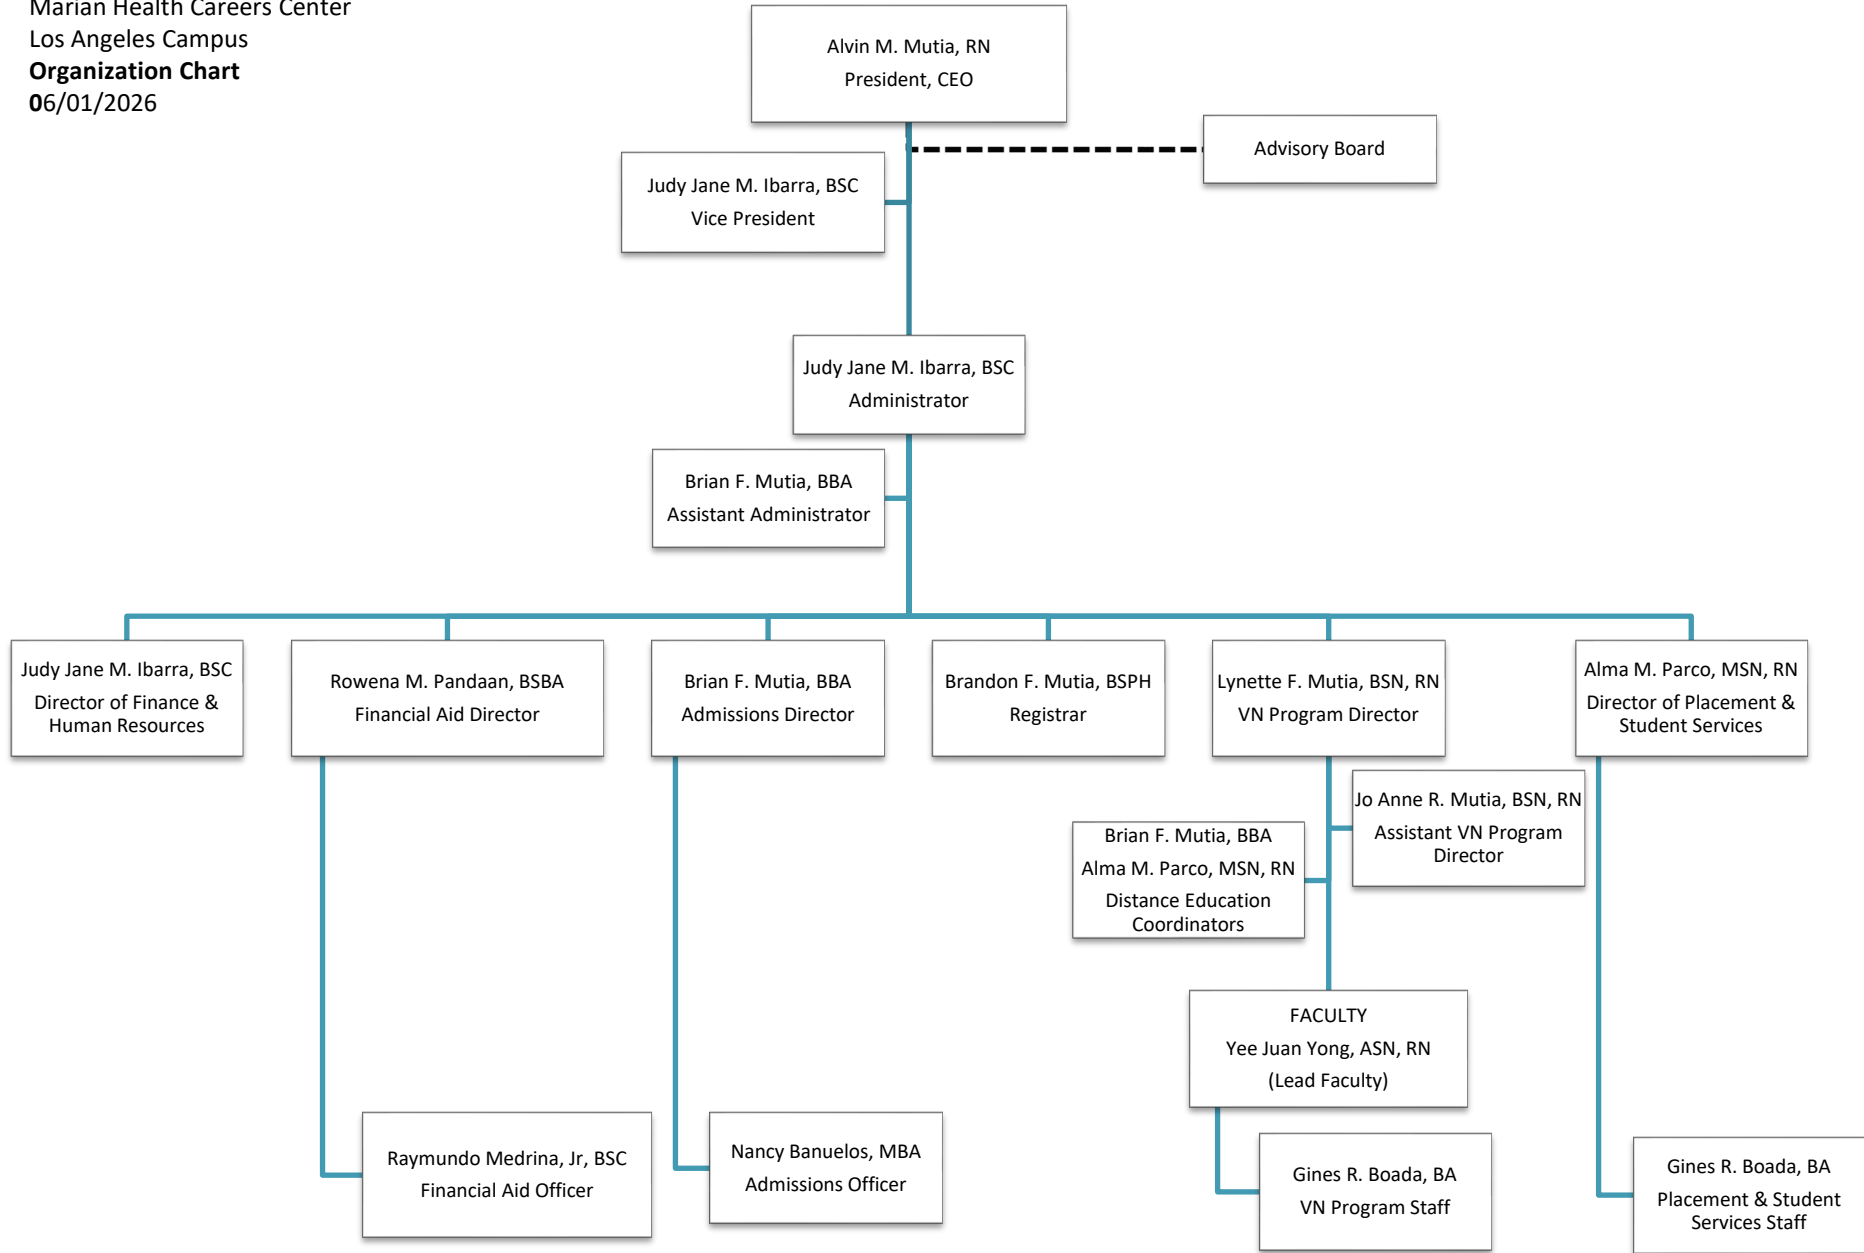 Marian Health Careers Center
Los Angeles Campus
Organization Chart
06/01/2026
Alvin M. Mutia, RN
President, CEO
Advisory Board
Judy Jane M. Ibarra, BSC
Vice President
Judy Jane M. Ibarra, BSC
Administrator
Brian F. Mutia, BBA
Assistant Administrator
Judy Jane M. Ibarra, BSC
Director of Finance &
Human Resources
Rowena M. Pandaan, BSBA
Financial Aid Director
Brian F. Mutia, BBA
Admissions Director
Brandon F. Mutia, BSPH
Registrar
Lynette F. Mutia, BSN, RN
VN Program Director
Alma M. Parco, MSN, RN
Director of Placement &
Student Services
Jo Anne R. Mutia, BSN, RN
Assistant VN Program
Director
Brian F. Mutia, BBA
Alma M. Parco, MSN, RN
Distance Education
Coordinators
FACULTY
Yee Juan Yong, ASN, RN
(Lead Faculty)
Raymundo Medrina, Jr, BSC
Financial Aid Officer
Nancy Banuelos, MBA
Admissions Officer
Gines R. Boada, BA
VN Program Staff
Gines R. Boada, BA
Placement & Student
Services Staff